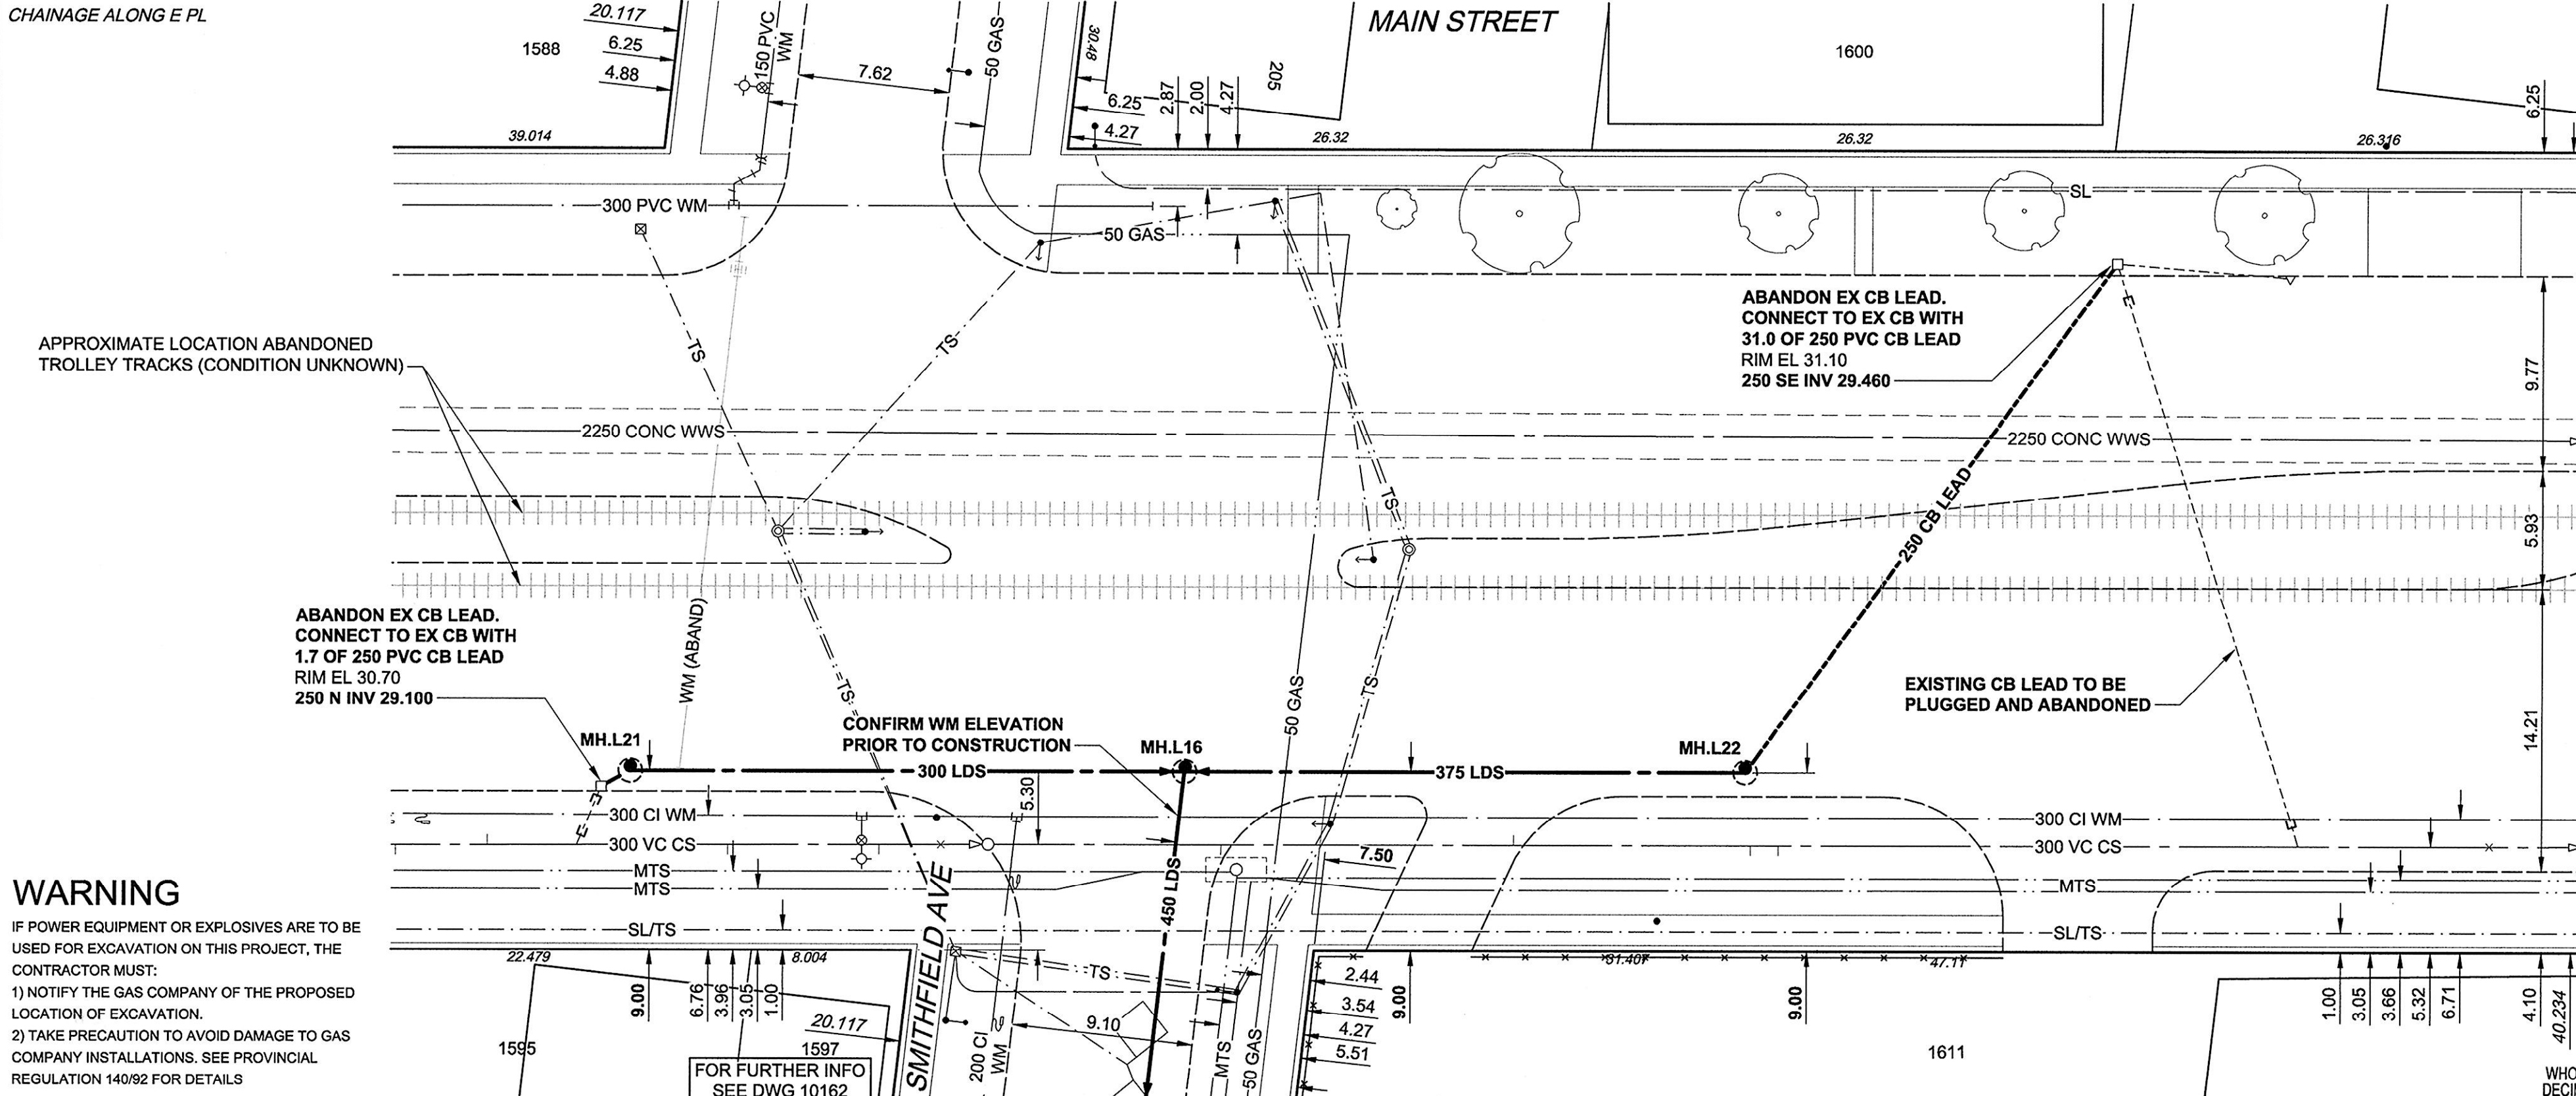 CHAINAGE ALONG E PL
MAIN STREET
20.117
6.25
4.88
1588
39.014
150 PVC
WM
7.62
50 GAS
30.48
6.25
4.27
2.87
2.00
4.27
205
26.32
1600
26.32
26.316
6.25
300 PVC WM
50 GAS
SL
TS
TS
APPROXIMATE LOCATION ABANDONED
TROLLEY TRACKS (CONDITION UNKNOWN)
ABANDON EX CB LEAD.
CONNECT TO EX CB WITH
31.0 OF 250 PVC CB LEAD
RIM EL 31.10
250 SE INV 29.460
9.77
2250 CONC WWS
2250 CONC WWS
TS
250 CB LEAD
5.93
ABANDON EX CB LEAD.
CONNECT TO EX CB WITH
1.7 OF 250 PVC CB LEAD
RIM EL 30.70
250 N INV 29.100
WM (ABAND)
TS
50 GAS
TS
EXISTING CB LEAD TO BE
PLUGGED AND ABANDONED
14.21
CONFIRM WM ELEVATION
PRIOR TO CONSTRUCTION
MH.L21
MH.L16
MH.L22
300 LDS
375 LDS
5.30
300 CI WM
300 CI WM
300 VC CS
300 VC CS
7.50
MTS
MTS
MTS
450 LDS
SL/TS
SL/TS
WARNING
IF POWER EQUIPMENT OR EXPLOSIVES ARE TO BE
USED FOR EXCAVATION ON THIS PROJECT, THE
CONTRACTOR MUST:
1) NOTIFY THE GAS COMPANY OF THE PROPOSED
LOCATION OF EXCAVATION.
2) TAKE PRECAUTION TO AVOID DAMAGE TO GAS
COMPANY INSTALLATIONS. SEE PROVINCIAL
REGULATION 140/92 FOR DETAILS
22.479
8.004
9.00
6.76
3.96
3.05
1.00
20.117
1595
1597
FOR FURTHER INFO
SEE DWG 10162
SMITHFIELD AVE
TS
200 CI
WM
9.10
MTS
50 GAS
31.407
47.11
2.44
3.54
4.27
5.51
9.00
9.00
1611
1.00
3.05
3.66
5.32
6.71
4.10
40.234
WHO
DECI